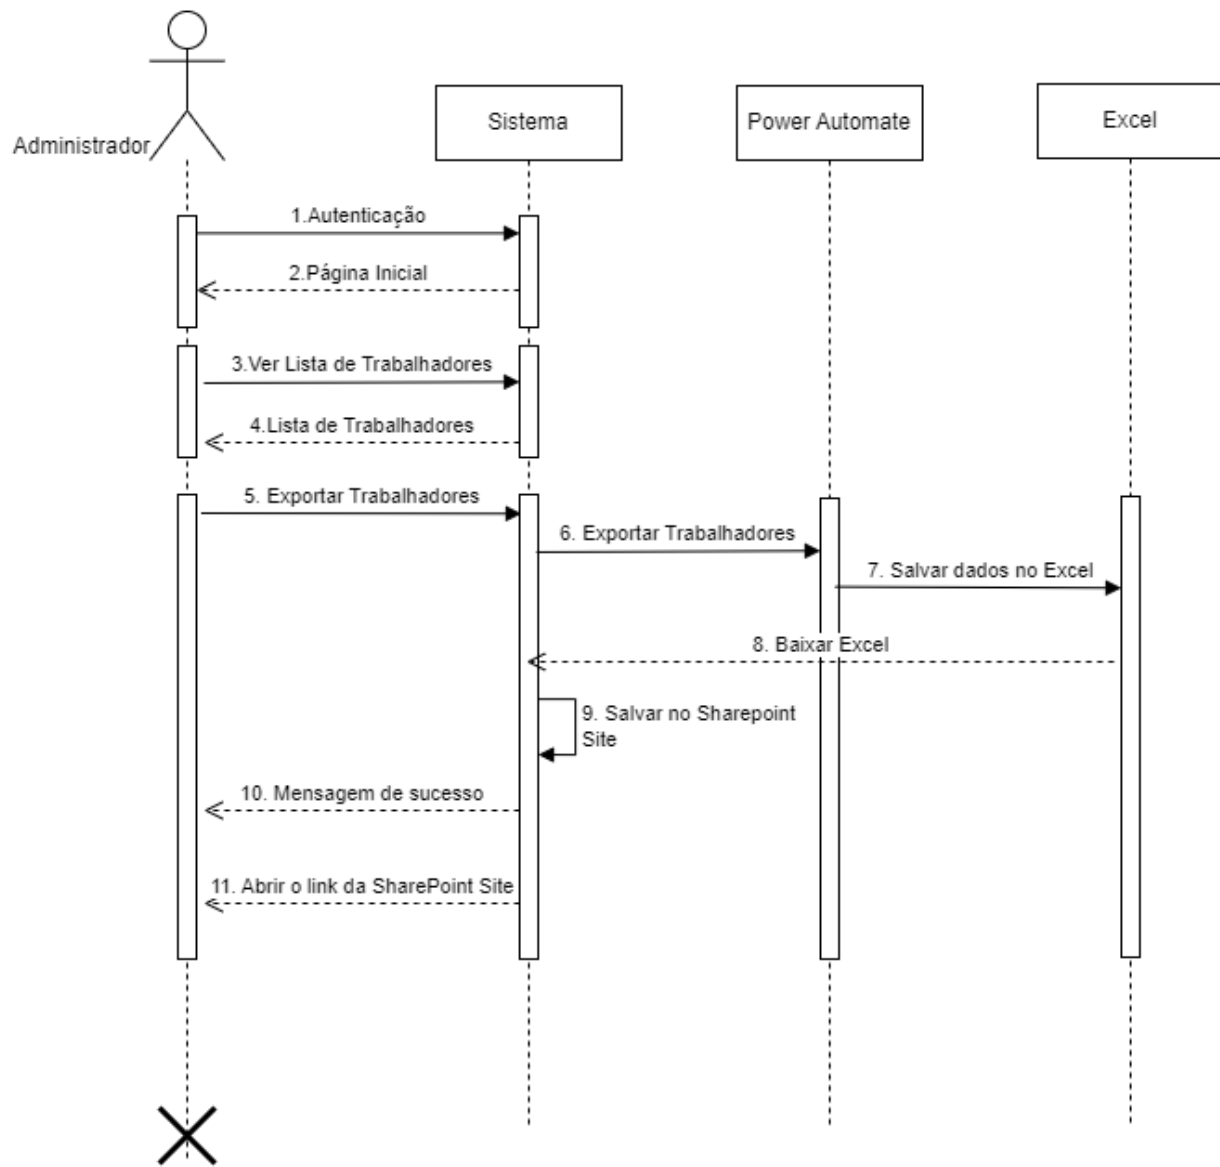 Administrador
Sistema
Power Automate
Excel
1.Autenticação
2.Página Inicial
3.Ver Lista de Trabalhadores
4.Lista de Trabalhadores
5. Exportar Trabalhadores
6. Exportar Trabalhadores
7. Salvar dados no Excel
8. Baixar Excel
9. Salvar no Sharepoint
Site
10. Mensagem de sucesso
11. Abrir o link da SharePoint Site